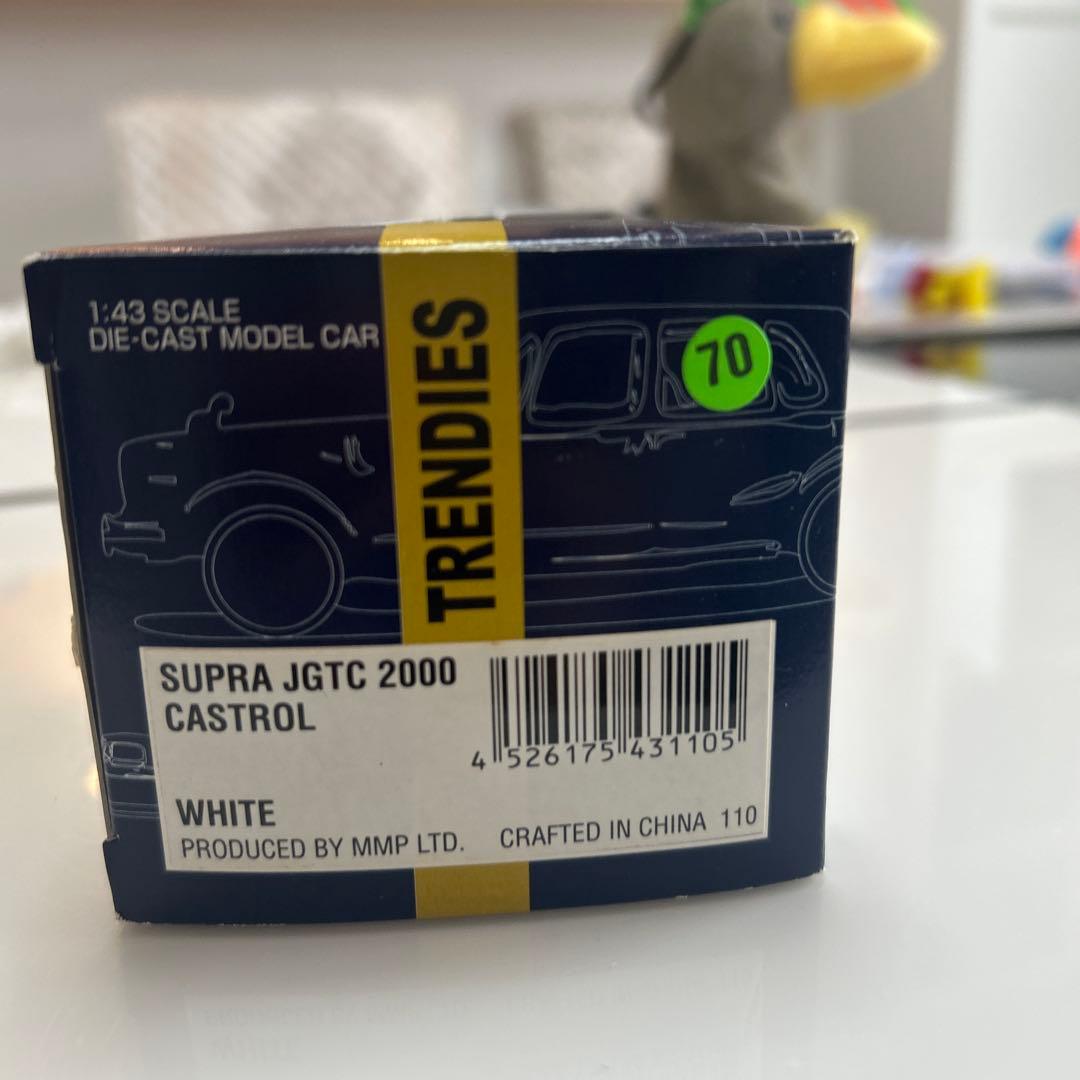 1:43 SCALE
DIE-CAST MODEL CAR
TRENDIES
70
SUPRA JGTC 2000
CASTROL
4 526175 431105
WHITE
PRODUCED BY MMP LTD. CRAFTED IN CHINA 110